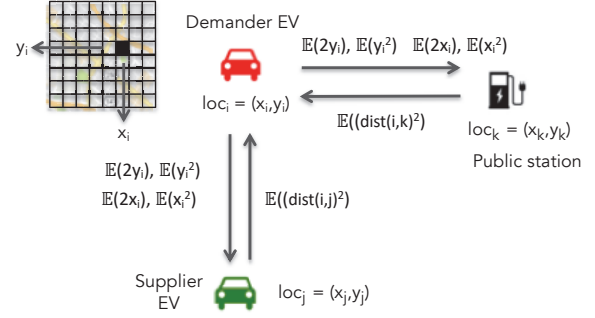 Demander EV
yᵢ
𝔼(2yᵢ), 𝔼(yᵢ²) 𝔼(2xᵢ), 𝔼(xᵢ²)
locᵢ = (xᵢ,yᵢ)
𝔼((dist(i,k)²)
xᵢ
locₖ = (xₖ,yₖ)
Public station
𝔼(2yᵢ), 𝔼(yᵢ²)
𝔼(2xᵢ), 𝔼(xᵢ²)
𝔼((dist(i,j)²)
Supplier
EV
locⱼ = (xⱼ,yⱼ)